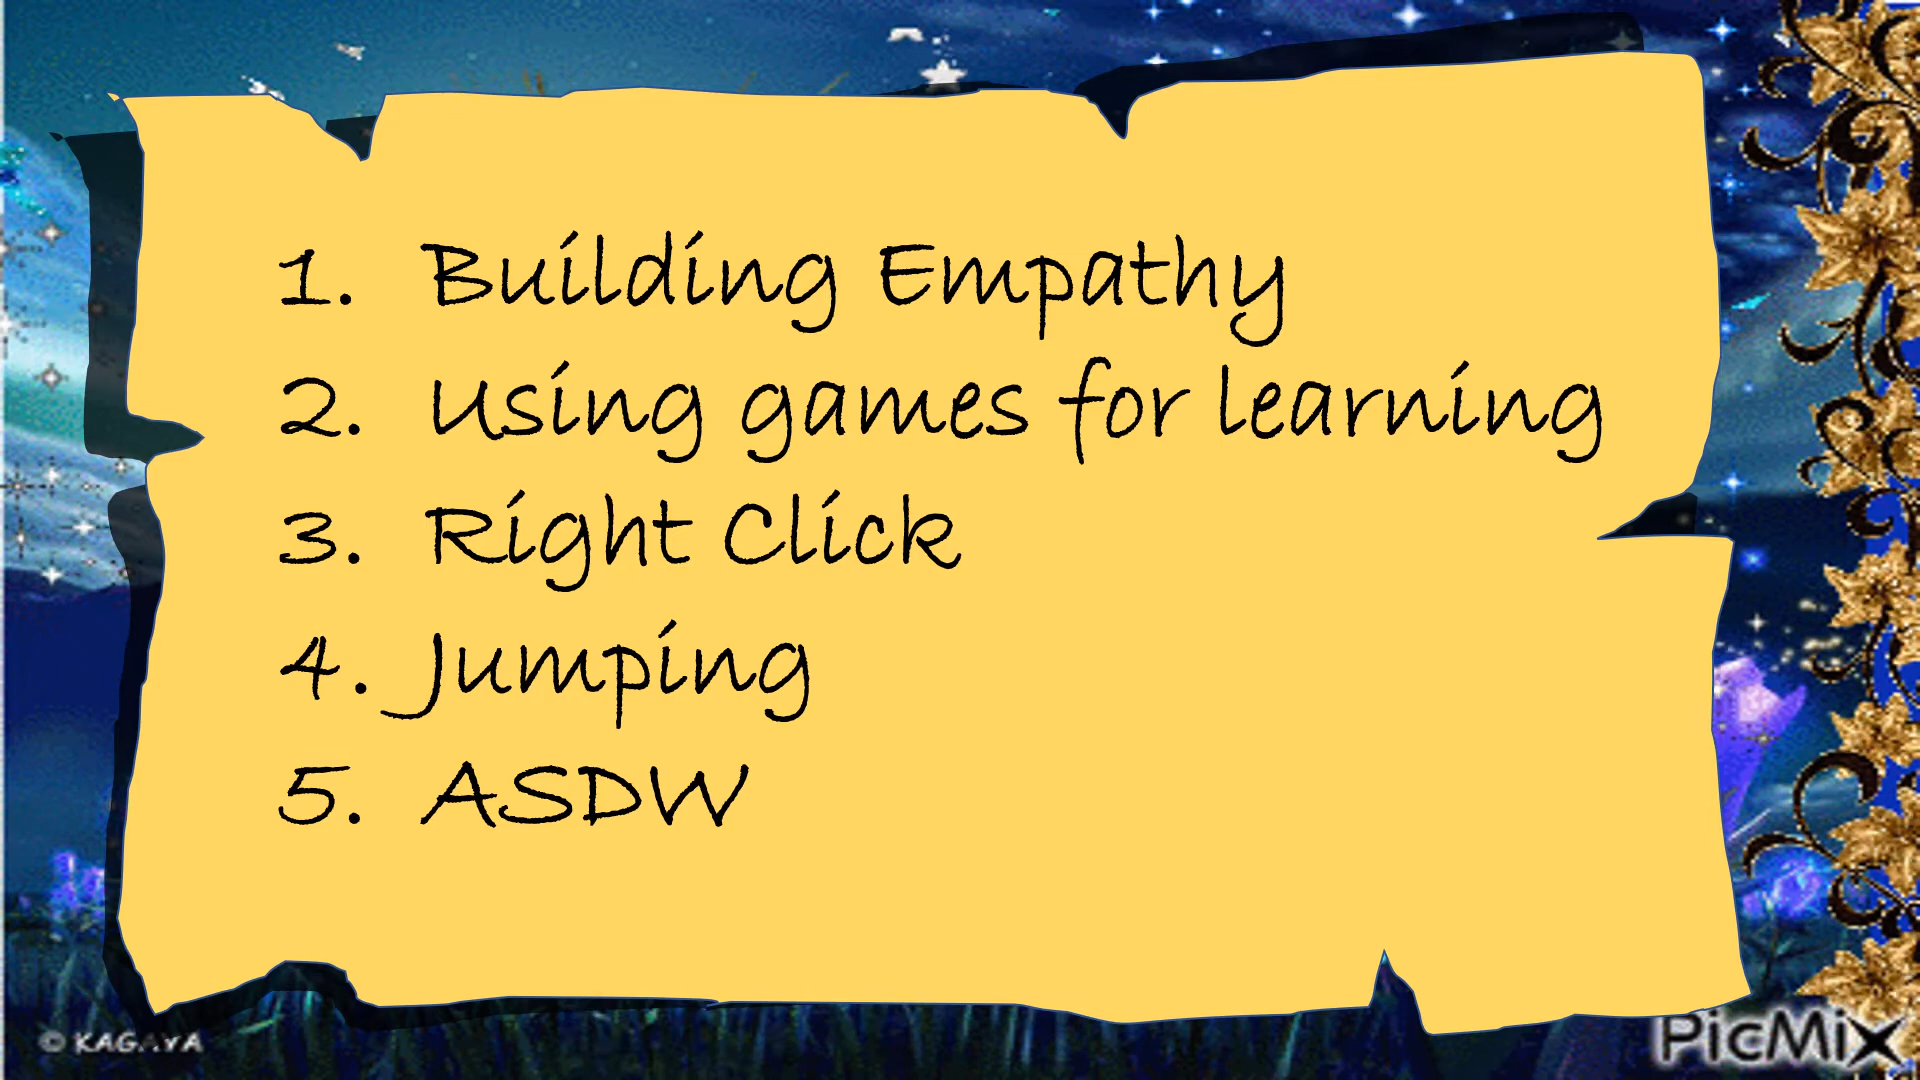 1. Building Empathy
2. Using games for learning
3. Right Click
4. Jumping
5. ASDW
© KAGAYA
PicMix